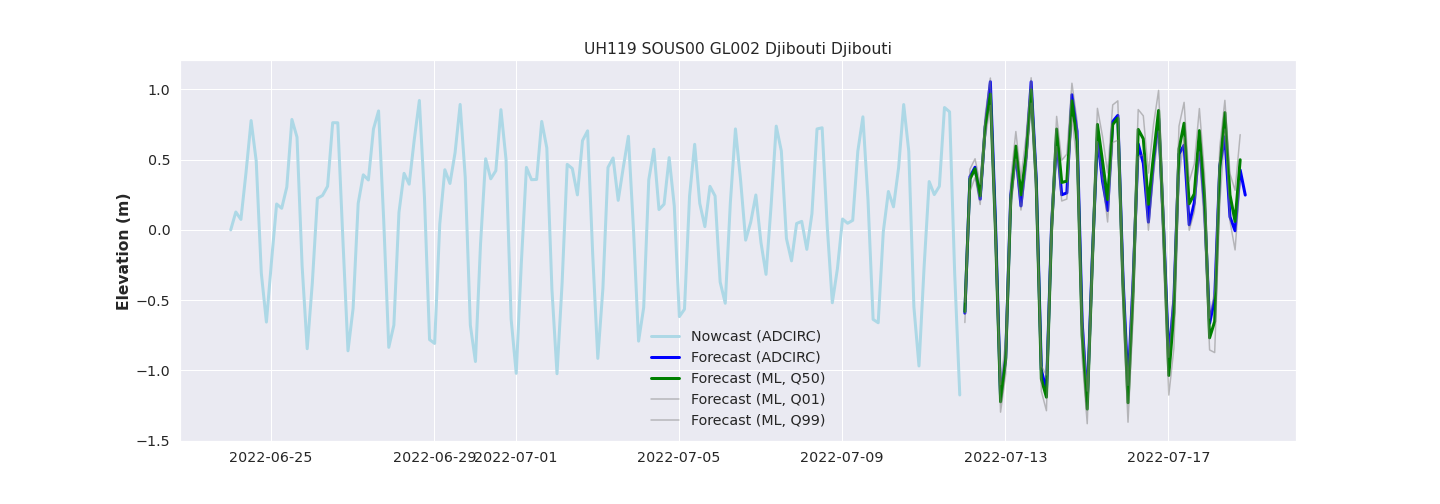 UH119 SOUS00 GL002 Djibouti Djibouti
Elevation (m)
1.0
0.5
0.0
−0.5
−1.0
−1.5
Nowcast (ADCIRC)
Forecast (ADCIRC)
Forecast (ML, Q50)
Forecast (ML, Q01)
Forecast (ML, Q99)
2022-06-25 2022-06-29 2022-07-01 2022-07-05 2022-07-09 2022-07-13 2022-07-17